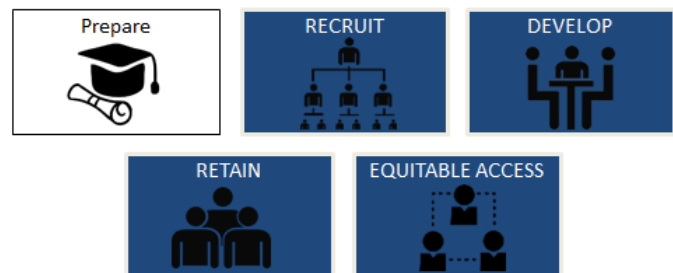 Prepare
RECRUIT
DEVELOP
RETAIN
EQUITABLE ACCESS